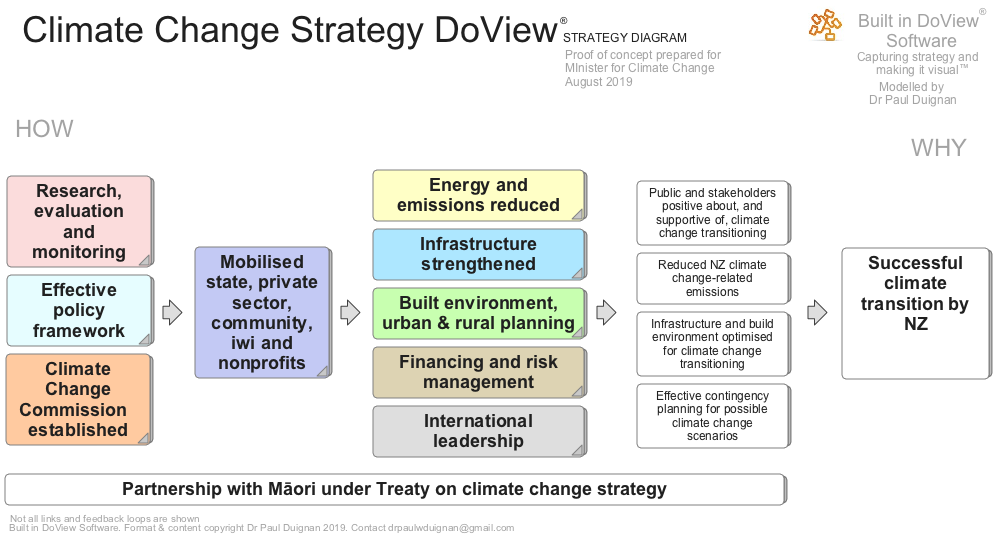 Climate Change Strategy DoView®
STRATEGY DIAGRAM
Proof of concept prepared for
MInister for Climate Change
August 2019
Built in DoView®
Software
Capturing strategy and
making it visual™
Modelled by
Dr Paul Duignan
HOW
WHY
Research,
evaluation
and
monitoring
Effective
policy
framework
Climate
Change
Commission
established
Mobilised
state, private
sector,
community,
iwi and
nonprofits
Energy and
emissions reduced
Infrastructure
strengthened
Built environment,
urban & rural planning
Financing and risk
management
International
leadership
Public and stakeholders
positive about, and
supportive of, climate
change transitioning
Reduced NZ climate
change-related
emissions
Infrastructure and build
environment optimised
for climate change
transitioning
Effective contingency
planning for possible
climate change
scenarios
Successful
climate
transition by
NZ
Partnership with Māori under Treaty on climate change strategy
Not all links and feedback loops are shown
Built in DoView Software. Format & content copyright Dr Paul Duignan 2019. Contact drpaulwduignan@gmail.com